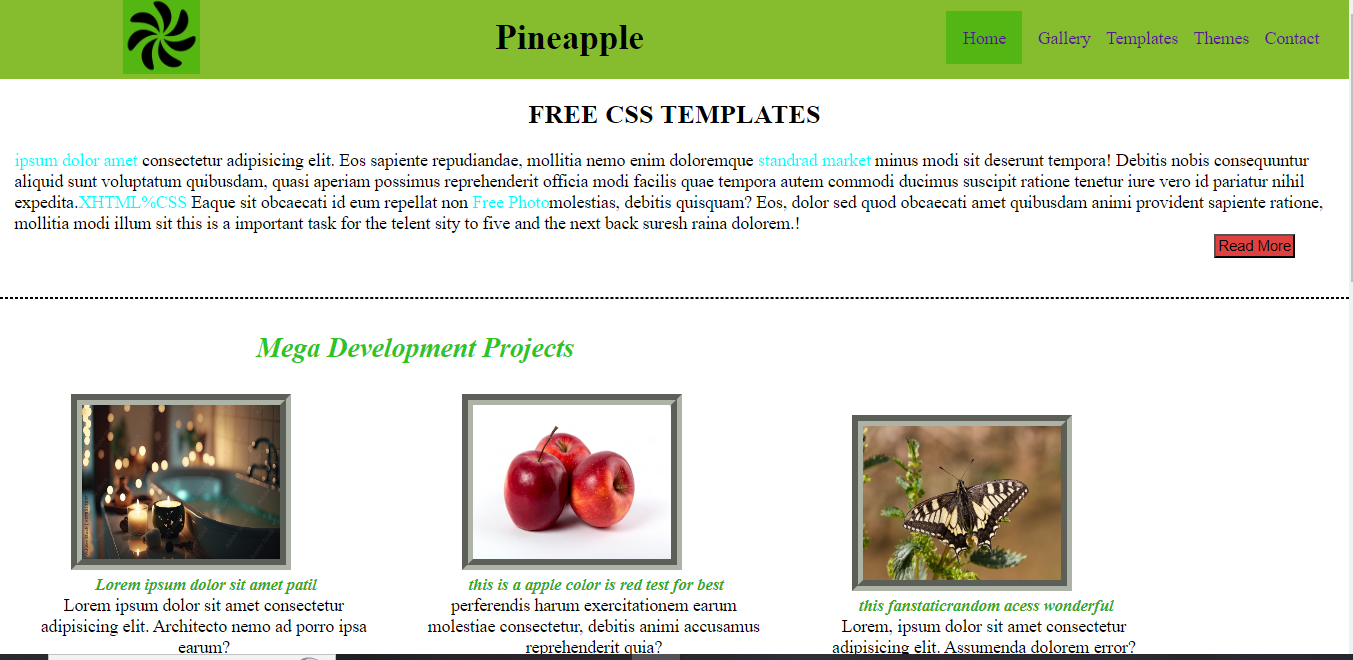 Pineapple
Home Gallery Templates Themes Contact
FREE CSS TEMPLATES
ipsum dolor amet consectetur adipisicing elit. Eos sapiente repudiandae, mollitia nemo enim doloremque standrad market minus modi sit deserunt tempora! Debitis nobis consequuntur
aliquid sunt voluptatum quibusdam, quasi aperiam possimus reprehenderit officia modi facilis quae tempora autem commodi ducimus suscipit ratione tenetur iure vero id pariatur nihil
expedita.XHTML%CSS Eaque sit obcaecati id eum repellat non Free Photomolestias, debitis quisquam? Eos, dolor sed quod obcaecati amet quibusdam animi provident sapiente ratione,
mollitia modi illum sit this is a important task for the telent sity to five and the next back suresh raina dolorem.!
Read More
Mega Development Projects
Lorem ipsum dolor sit amet patil
Lorem ipsum dolor sit amet consectetur
adipisicing elit. Architecto nemo ad porro ipsa
earum?
this is a apple color is red test for best
perferendis harum exercitationem earum
molestiae consectetur, debitis animi accusamus
reprehenderit quia?
this fanstaticrandom acess wonderful
Lorem, ipsum dolor sit amet consectetur
adipisicing elit. Assumenda dolorem error?